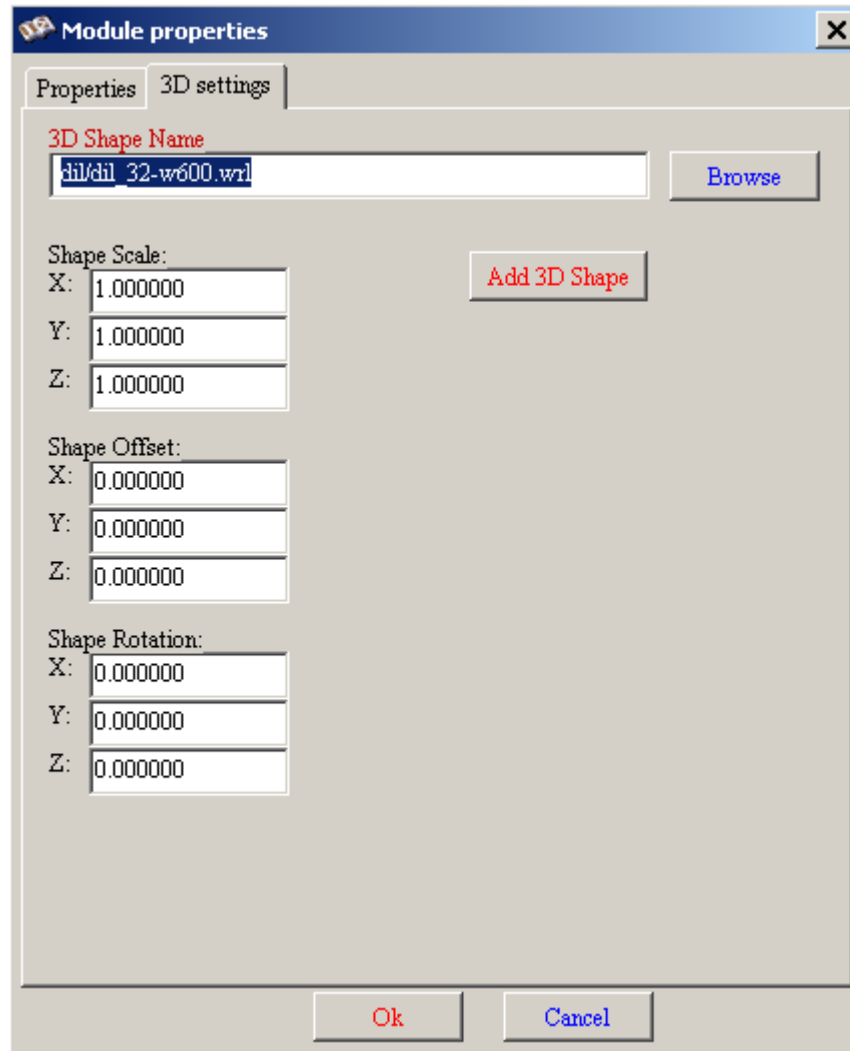 Module properties
Properties 3D settings
3D Shape Name
dil/dil_32-w600.wrl Browse
Shape Scale:
X: 1.000000 Add 3D Shape
Y: 1.000000
Z: 1.000000
Shape Offset:
X: 0.000000
Y: 0.000000
Z: 0.000000
Shape Rotation:
X: 0.000000
Y: 0.000000
Z: 0.000000
Ok Cancel